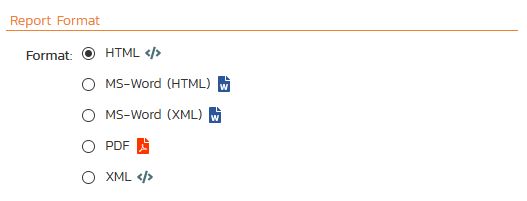 Report Format
Format: HTML </>
MS-Word (HTML)
MS-Word (XML)
PDF
XML </>